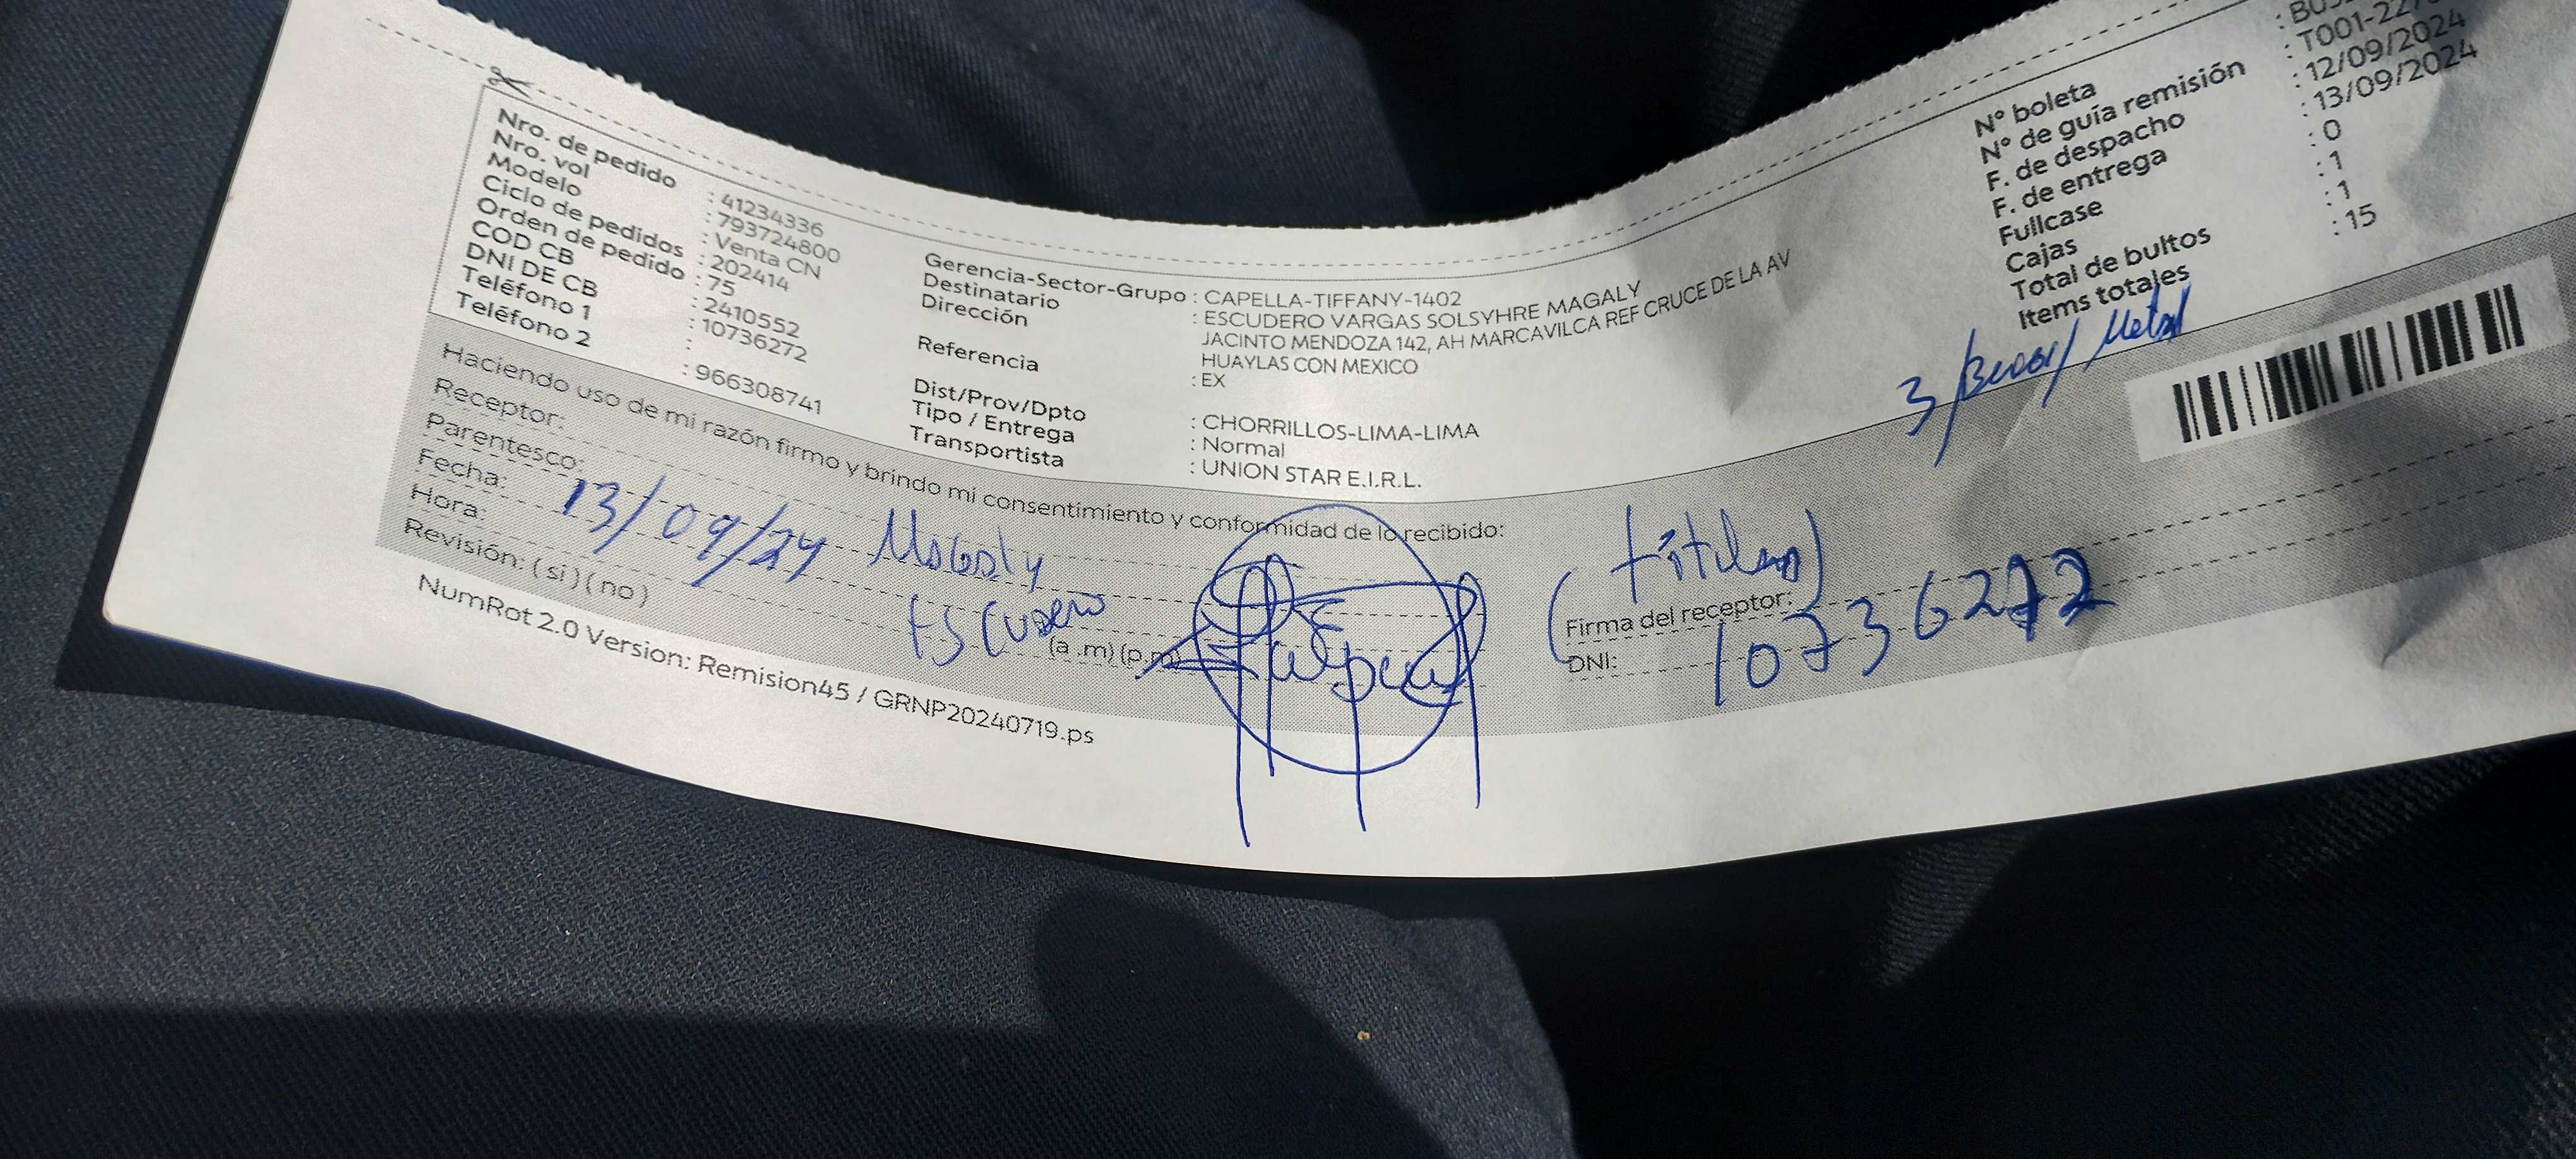 Nro. de pedido : 41234336
Nro. vol : 793724800
Modelo : Venta CN
Ciclo de pedidos : 202414
Orden de pedido : 75
COD CB : 2410552
DNI DE CB : 10736272
Teléfono 1 :
Teléfono 2 : 966308741
Gerencia-Sector-Grupo : CAPELLA-TIFFANY-1402
Destinatario : ESCUDERO VARGAS SOLSYHRE MAGALY
Dirección JACINTO MENDOZA 142, AH MARCAVILCA REF CRUCE DE LA AV
HUAYLAS CON MEXICO
Referencia : EX
Dist/Prov/Dpto : CHORRILLOS-LIMA-LIMA
Tipo / Entrega : Normal
Transportista : UNION STAR E.I.R.L.
N° boleta
N° de guía remisión : T001-22
F. de despacho : 12/09/2024
F. de entrega : 13/09/2024
Fullcase : 0
Cajas : 1
Total de bultos : 1
Items totales : 15
Haciendo uso de mi razón firmo y brindo mi consentimiento y conformidad de lo recibido:
Receptor:
Parentesco:
Fecha: 13/09/24 Magaly
Hora: Escudero (a.m) (p.m)
Revisión: ( si ) ( no )
(titular)
Firma del receptor:
DNI: 10736272
NumRot 2.0 Version: Remision45 / GRNP20240719.ps